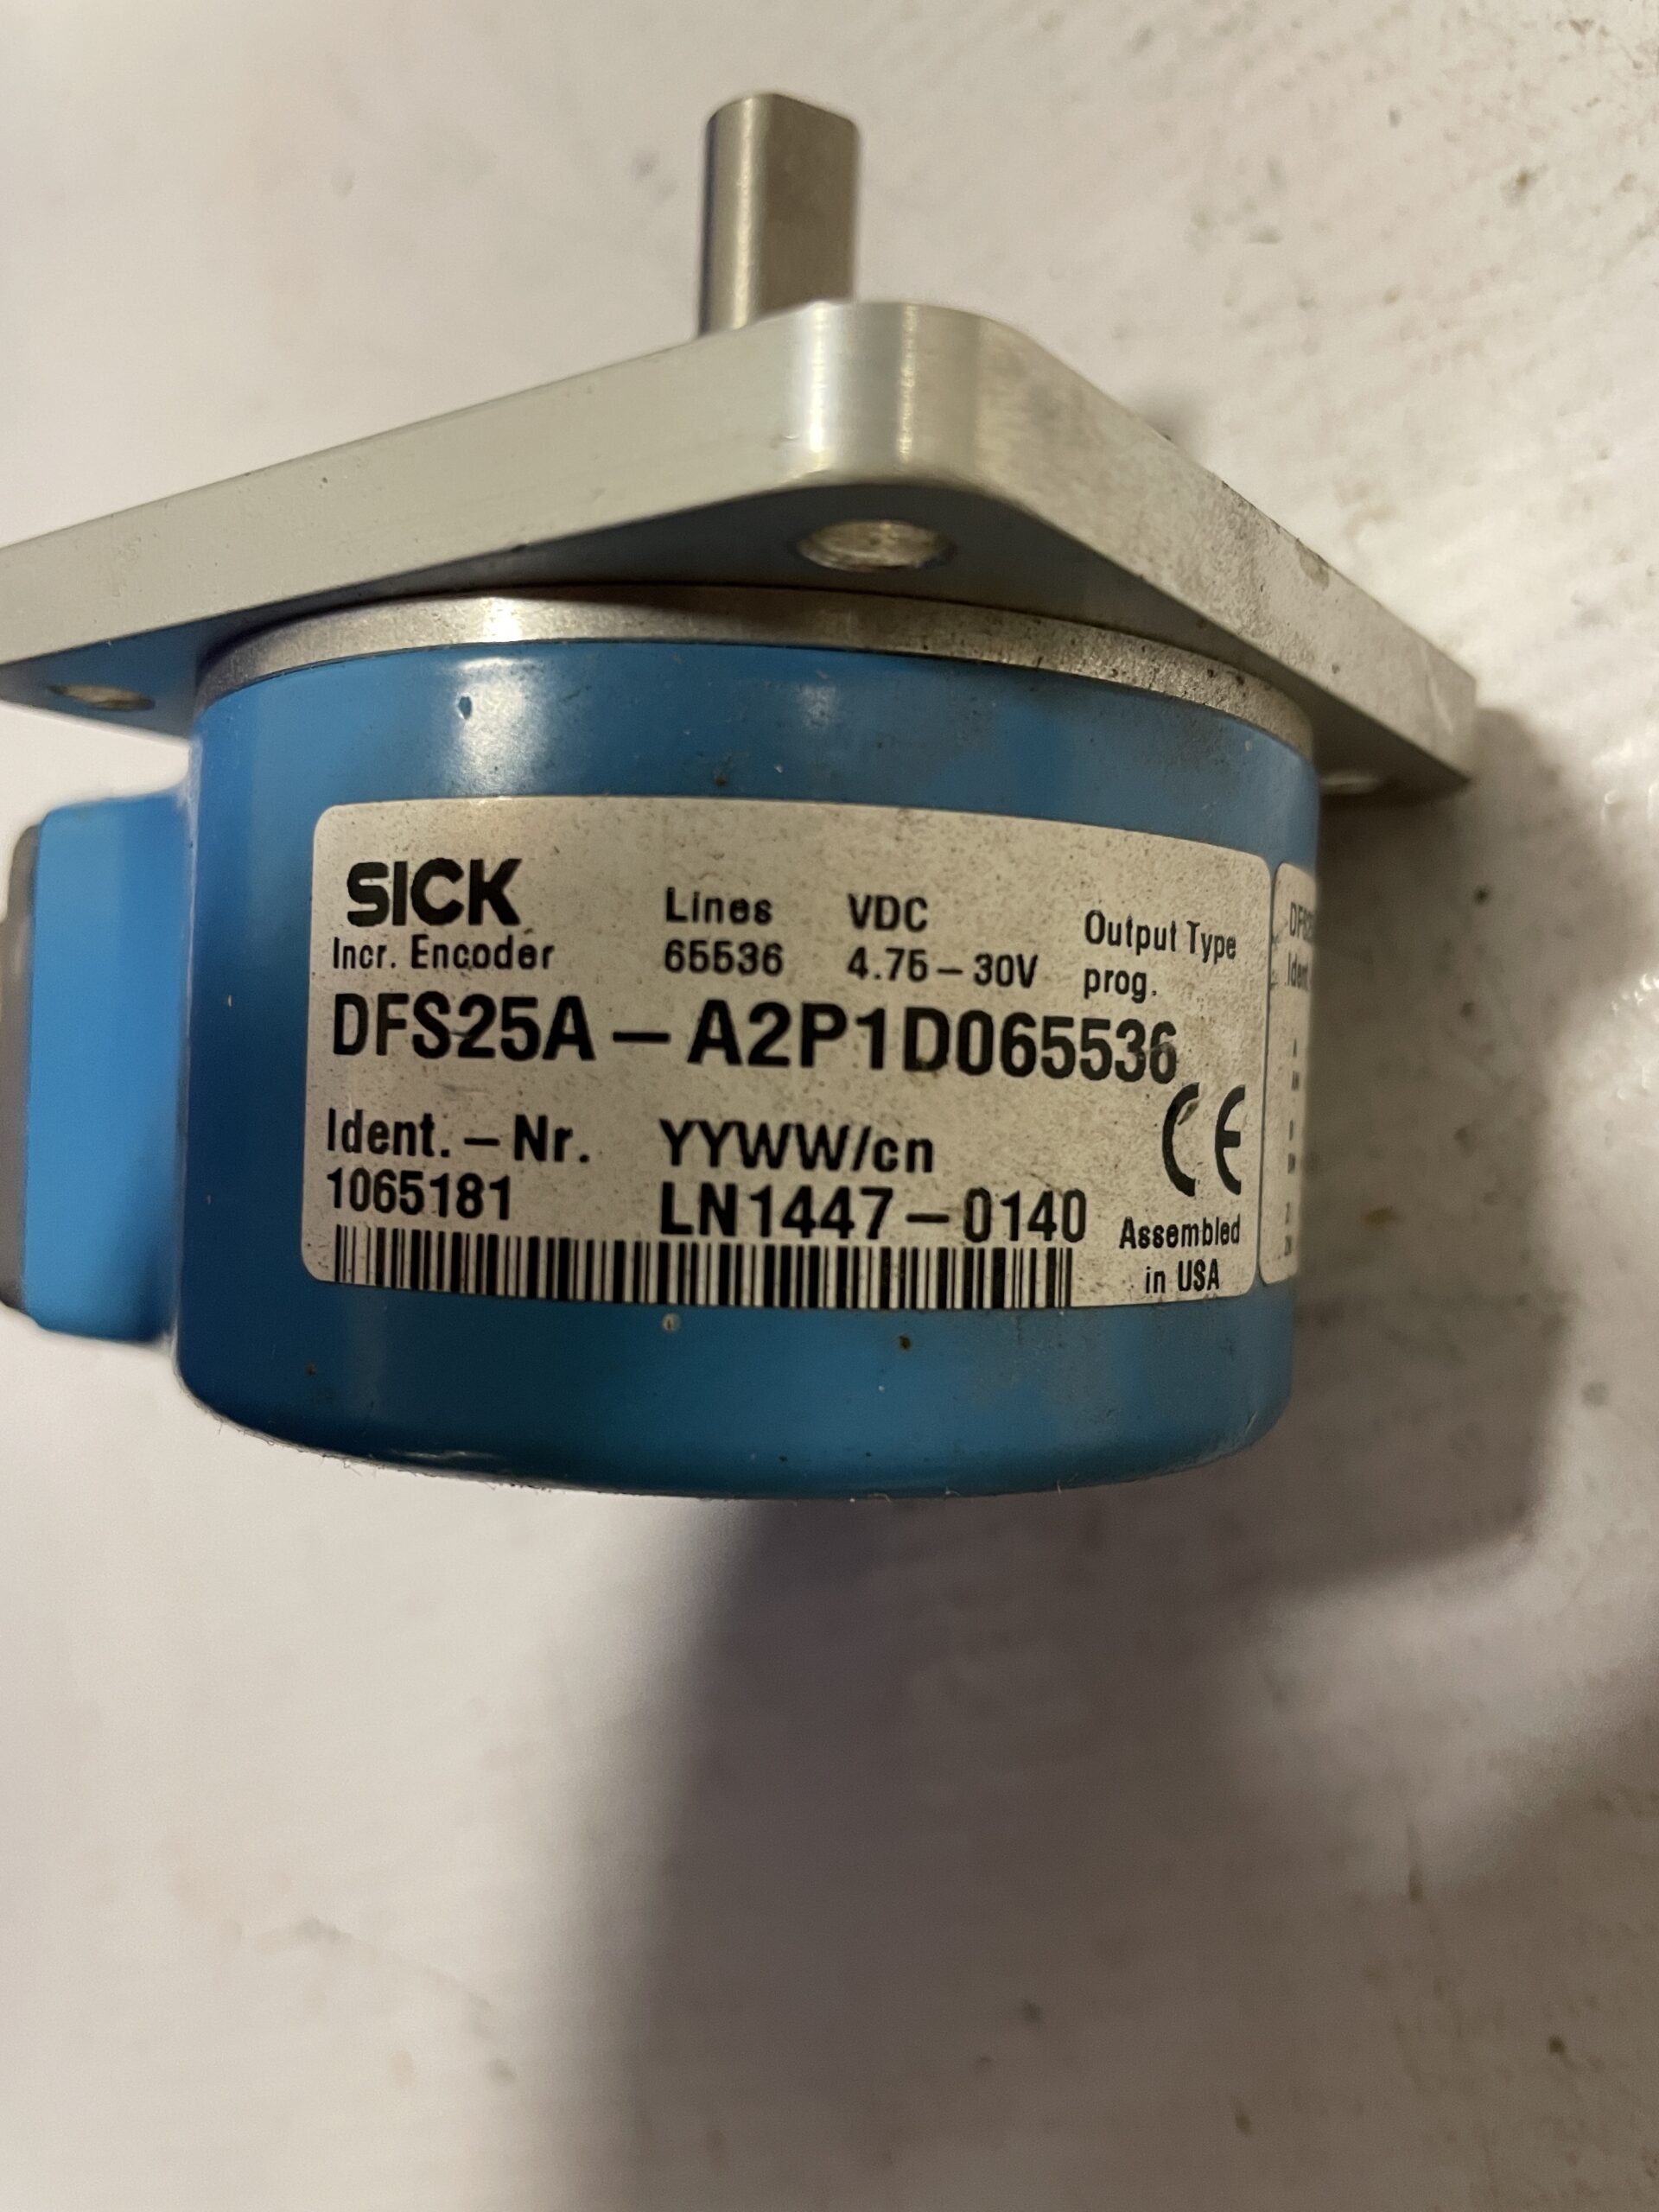 SICK
Lines VDC Output Type
Incr. Encoder 65536 4.75 – 30V prog.
DFS25A – A2P1D065536
CE
Ident. – Nr. YYWW/cn
1065181 LN1447 – 0140
Assembled
in USA
Ident